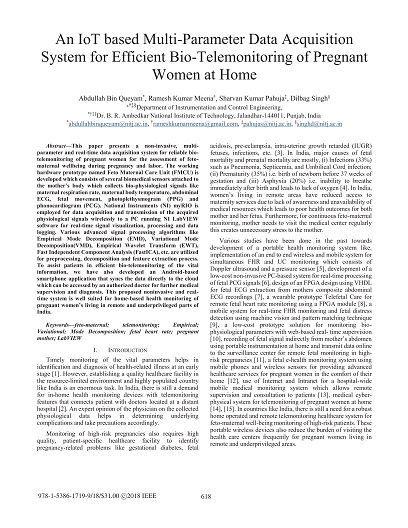 An IoT based Multi-Parameter Data Acquisition
System for Efficient Bio-Telemonitoring of Pregnant
Women at Home
Abdullah Bin Queyam*, Ramesh Kumar Meena†, Sharvan Kumar Pahuja‡, Dilbag Singh§
Department of Instrumentation and Control Engineering,
Dr. B. R. Ambedkar National Institute of Technology, Jalandhar-144011, Punjab, India
*abdullahbinqueyam@nitj.ac.in, †rameshkumarmeena@gmail.com, ‡pahujas@nitj.ac.in, §singhd@nitj.ac.in
Abstract—This paper presents a non-invasive, multi-
parameter and real-time data acquisition system for reliable bio-
telemonitoring of pregnant women for the assessment of feto-
maternal wellbeing during pregnancy and labor. The working
hardware prototype named Feto Maternal Care Unit (FMCU) is
developed which consists of several biomedical sensors attached to
the mother's body which collects bio-physiological signals like
maternal respiration rate, maternal body temperature, abdominal
ECG, fetal movement, photoplethysmogram (PPG) and
phonocardiogram (PCG). National Instruments (NI) myRIO is
employed for data acquisition and transmission of the acquired
physiological signals wirelessly to a PC running NI LabVIEW
software for real-time signal visualization, processing and data
logging. Various advanced signal processing algorithms like
Empirical Mode Decomposition (EMD), Variational Mode
Decomposition(VMD), Empirical Wavelet Transform (EWT),
Fast Independent Component Analysis (FastICA), etc. are utilized
for preprocessing, decomposition and feature extraction process.
To assist patients in efficient bio-telemonitoring of the vital
information, we have also developed an Android-based
smartphone application that syncs the data directly to the cloud
which can be accessed by an authorized doctor for further medical
supervision and diagnosis. This proposed noninvasive and real-
time system is well suited for home-based health monitoring of
pregnant women's living in remote and underprivileged parts of
India.
Keywords—feto-maternal; telemonitoring; Empirical;
Variational; Mode Decomposition; fetal heart rate; pregnant
mother; LabVIEW
I. INTRODUCTION
Timely monitoring of the vital parameters helps in
identification and diagnosis of health-related illness at an early
stage [1]. However, establishing a quality healthcare facility in
the resource-limited environment and highly populated country
like India is an enormous task. In India, there is still a demand
for in-home health monitoring devices with telemonitoring
features that connects patient with doctors located at a distant
hospital [2]. An expert opinion of the physician on the collected
physiological data helps in determining underlying
complications and take precautions accordingly.
Monitoring of high-risk pregnancies also requires high
quality, patient-specific healthcare facility to identify
pregnancy-related problems like gestational diabetes, fetal
acidosis, pre-eclampsia, intra-uterine growth retarded (IUGR)
fetuses, infections, etc. [3]. In India, major causes of fetal
mortality and prenatal mortality are mostly, (i) Infections (33%)
such as Pneumonia, Septicemia, and Umbilical Cord infection;
(ii) Prematurity (35%) i.e. birth of newborn before 37 weeks of
gestation and (iii) Asphyxia (20%) i.e. inability to breathe
immediately after birth and leads to lack of oxygen [4]. In India,
women's living in remote areas have reduced access to
maternity services due to lack of awareness and unavailability of
medical resources which leads to poor health outcomes for both
mother and her fetus. Furthermore, for continuous feto-maternal
monitoring, mother needs to visit the medical center regularly
this creates unnecessary stress to the mother.
Various studies have been done in the past towards
development of a portable health monitoring system like,
implementation of an end to end wireless and mobile system for
simultaneous FHR and UC monitoring which consists of
Doppler ultrasound and a pressure sensor [5], development of a
low-cost non-invasive PC-based system for real-time processing
of fetal PCG signals [6], design of an FPGA design using VHDL
for fetal ECG extraction from mothers composite abdominal
ECG recordings [7], a wearable prototype Telefetal Care for
remote fetal heart rate monitoring using a FPGA module [8], a
mobile system for real-time FHR monitoring and fetal distress
detection using machine vision and pattern matching technique
[9], a low-cost prototype solution for monitoring bio-
physiological parameters with web-based real-time supervision
[10], recording of fetal signal indirectly from mother's abdomen
using portable instrumentation at home and transmit data online
to the surveillance center for remote fetal monitoring in high-
risk pregnancies [11], a fetal e-health monitoring system using
mobile phones and wireless sensors for providing advanced
healthcare services for pregnant women in the comfort of their
home [12], use of Internet and Intranet for a hospital-wide
mobile medical monitoring system which allows remote
supervision and consultation to patients [13], medical cyber-
physical system for telemonitoring of pregnant women at home
[14], [15]. In countries like India, there is still a need for a robust
home operated and remote telemonitoring healthcare system for
feto-maternal well-being monitoring of high-risk patients. These
portable wireless devices also reduce the burden of visiting the
health care centers frequently for pregnant women living in
remote and underprivileged areas.
978-1-5386-1719-9/18/$31.00 ©2018 IEEE
618